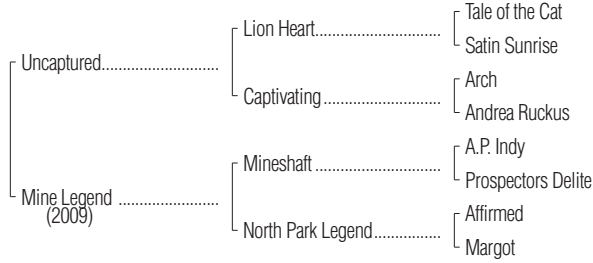 Tale of the Cat
Lion Heart
Satin Sunrise
Uncaptured
Arch
Captivating
Andrea Ruckus
A.P. Indy
Mineshaft
Prospectors Delite
Mine Legend
(2009)
Affirmed
North Park Legend
Margot